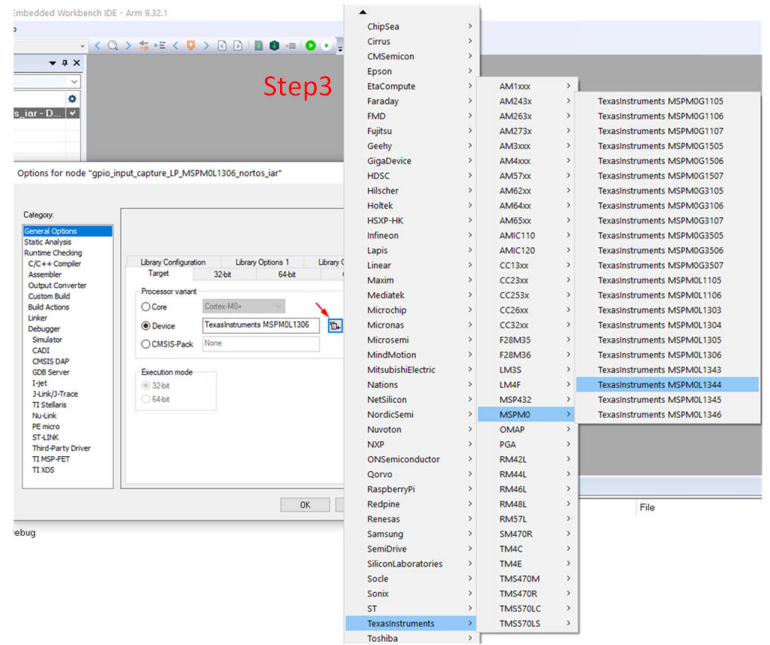 Embedded Workbench IDE - Arm 9.32.1
Step3
s_iar - D...
Options for node "gpio_input_capture_LP_MSPM0L1306_nortos_iar"
Category:
General Options
Static Analysis
Runtime Checking
C/C++ Compiler
Assembler
Output Converter
Custom Build
Build Actions
Linker
Debugger
Simulator
CADI
CMSIS DAP
GDB Server
I-jet
J-Link/J-Trace
TI Stellaris
Nu-Link
PE micro
ST-LINK
Third-Party Driver
TI MSP-FET
TI XDS
Library Configuration Library Options 1 Library O
Target 32-bit 64-bit
Processor variant
Core Cortex-M0+
Device TexasInstruments MSPM0L1306
CMSIS-Pack None
Execution mode
32-bit
64-bit
OK
ebug
File
ChipSea
Cirrus
CMSemicon
Epson
EtaCompute
Faraday
FMD
Fujitsu
Geehy
GigaDevice
HDSC
Hilscher
Holtek
HSXP-HK
Infineon
Lapis
Linear
Maxim
Mediatek
Microchip
Micronas
Microsemi
MindMotion
MitsubishiElectric
Nations
NetSilicon
NordicSemi
Nuvoton
NXP
ONSemiconductor
Qorvo
RaspberryPi
Redpine
Renesas
Samsung
SemiDrive
SiliconLaboratories
Socle
Sonix
ST
TexasInstruments
Toshiba
AM1xxx
AM243x
AM263x
AM273x
AM3xxx
AM4xxx
AM57xx
AM62xx
AM64xx
AM65xx
AMIC110
AMIC120
CC13xx
CC23xx
CC253x
CC26xx
CC32xx
F28M35
F28M36
LM3S
LM4F
MSP432
MSPM0
OMAP
PGA
RM42L
RM44L
RM46L
RM48L
RM57L
SM470R
TM4C
TM4E
TMS470M
TMS470R
TMS570LC
TMS570LS
TexasInstruments MSPM0G1105
TexasInstruments MSPM0G1106
TexasInstruments MSPM0G1107
TexasInstruments MSPM0G1505
TexasInstruments MSPM0G1506
TexasInstruments MSPM0G1507
TexasInstruments MSPM0G3105
TexasInstruments MSPM0G3106
TexasInstruments MSPM0G3107
TexasInstruments MSPM0G3505
TexasInstruments MSPM0G3506
TexasInstruments MSPM0G3507
TexasInstruments MSPM0L1105
TexasInstruments MSPM0L1106
TexasInstruments MSPM0L1303
TexasInstruments MSPM0L1304
TexasInstruments MSPM0L1305
TexasInstruments MSPM0L1306
TexasInstruments MSPM0L1343
TexasInstruments MSPM0L1344
TexasInstruments MSPM0L1345
TexasInstruments MSPM0L1346